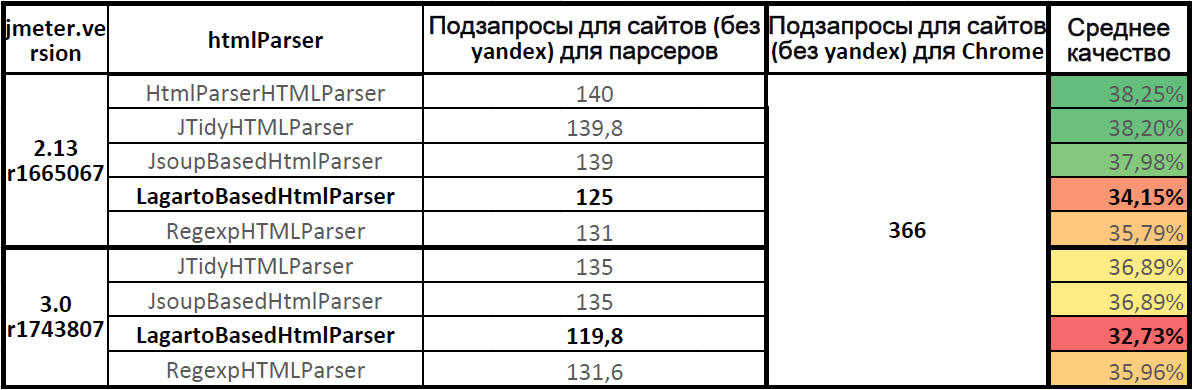 jmeter.ve
rsion
htmlParser
Подзапросы для сайтов (без
yandex) для парсеров
Подзапросы для сайтов
(без yandex) для Chrome
Среднее
качество
2.13
r1665067
HtmlParserHTMLParser
140
366
38,25%
JTidyHTMLParser
139,8
38,20%
JsoupBasedHtmlParser
139
37,98%
LagartoBasedHtmlParser
125
34,15%
RegexpHTMLParser
131
35,79%
3.0
r1743807
JTidyHTMLParser
135
36,89%
JsoupBasedHtmlParser
135
36,89%
LagartoBasedHtmlParser
119,8
32,73%
RegexpHTMLParser
131,6
35,96%